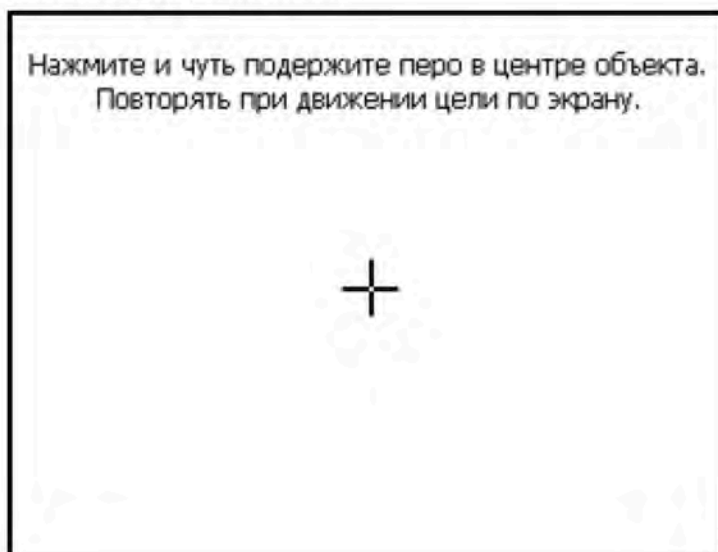 Нажмите и чуть подержите перо в центре объекта.
Повторять при движении цели по экрану.